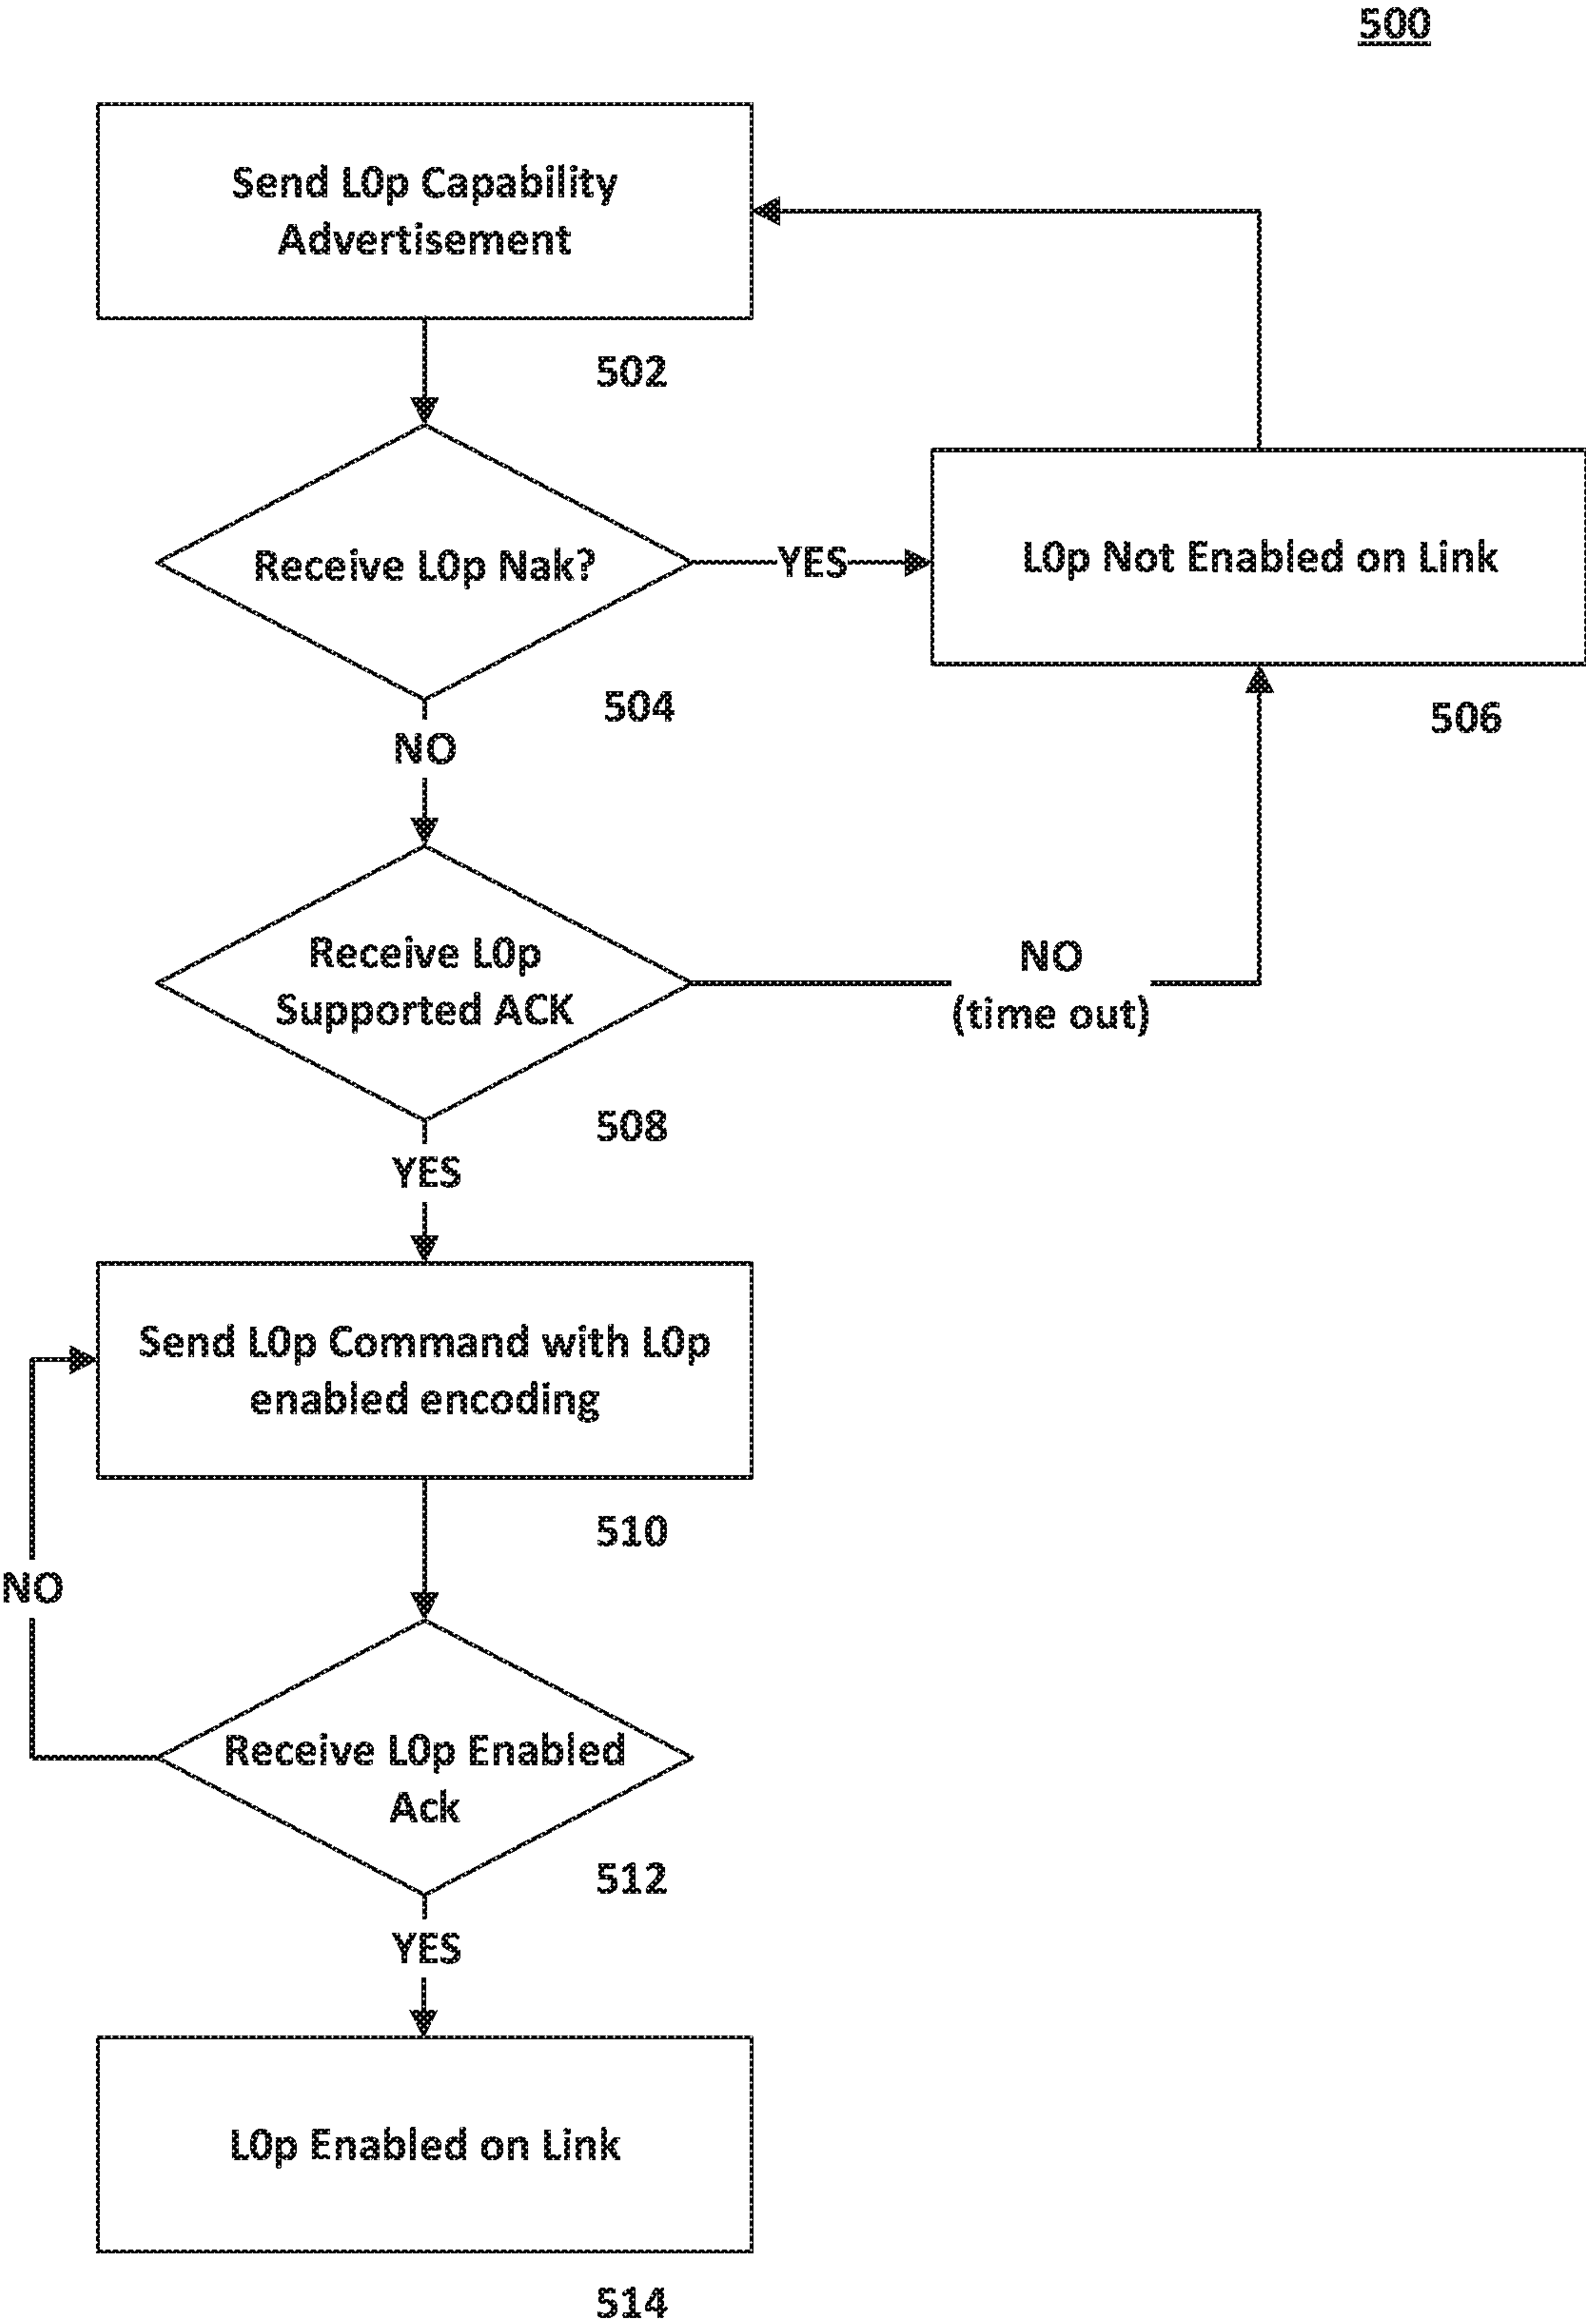 500
Send L0p Capability
Advertisement
502
Receive L0p Nak?
YES
L0p Not Enabled on Link
504
506
NO
Receive L0p
Supported ACK
NO
(time out)
508
YES
Send L0p Command with L0p
enabled encoding
510
NO
Receive L0p Enabled
Ack
512
YES
L0p Enabled on Link
514